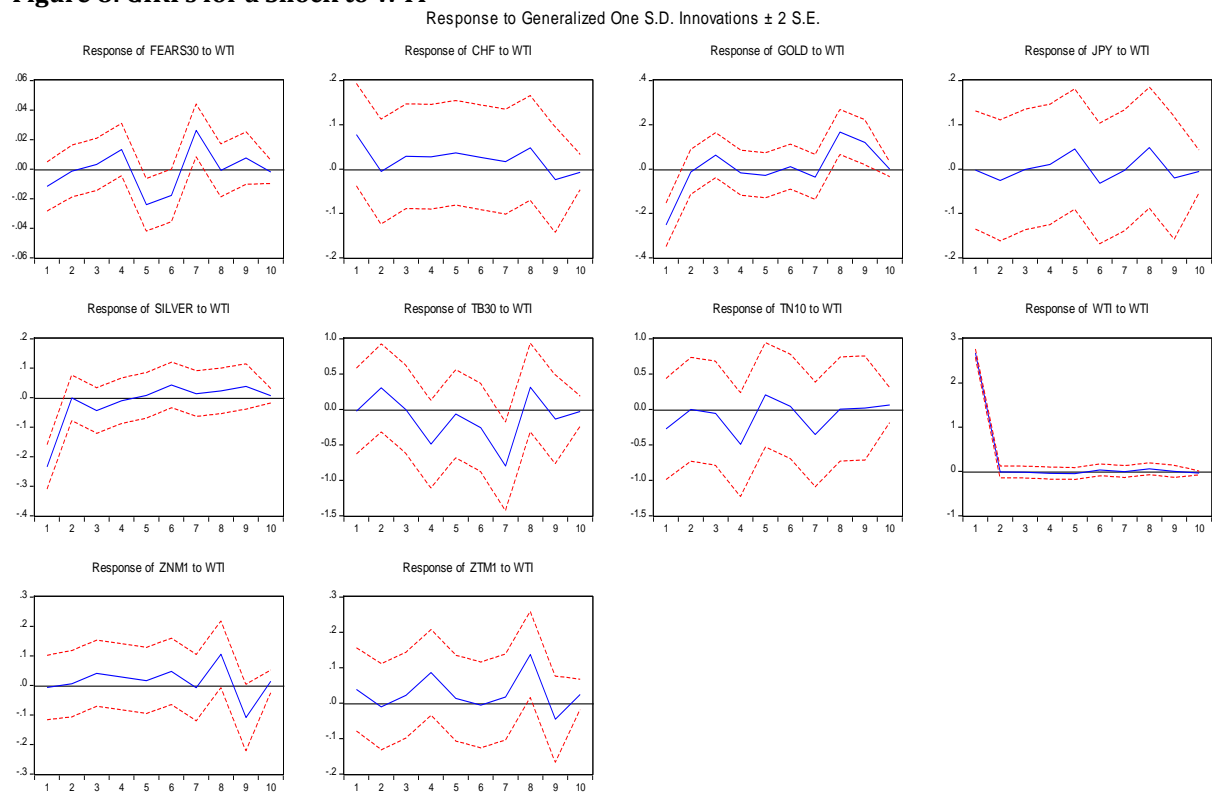 Figure GIRFs for a Shock to
Response to Generalized One S.D. Innovations ± 2 S.E.
Response of FEARS30 to WTI
.06
.04
.02
.00
-.02
-.04
-.06
1 2 3 4 5 6 7 8 9 10
Response of CHF to WTI
.2
.1
.0
-.1
-.2
1 2 3 4 5 6 7 8 9 10
Response of GOLD to WTI
.4
.2
.0
-.2
-.4
1 2 3 4 5 6 7 8 9 10
Response of JPY to WTI
.2
.1
.0
-.1
-.2
1 2 3 4 5 6 7 8 9 10
Response of SILVER to WTI
.2
.1
.0
-.1
-.2
-.3
-.4
1 2 3 4 5 6 7 8 9 10
Response of TB30 to WTI
1.0
0.5
0.0
-0.5
-1.0
-1.5
1 2 3 4 5 6 7 8 9 10
Response of TN10 to WTI
1.0
0.5
0.0
-0.5
-1.0
-1.5
1 2 3 4 5 6 7 8 9 10
Response of WTI to WTI
3
2
1
0
-1
1 2 3 4 5 6 7 8 9 10
Response of ZNM1 to WTI
.3
.2
.1
.0
-.1
-.2
-.3
1 2 3 4 5 6 7 8 9 10
Response of ZTM1 to WTI
.3
.2
.1
.0
-.1
-.2
1 2 3 4 5 6 7 8 9 10